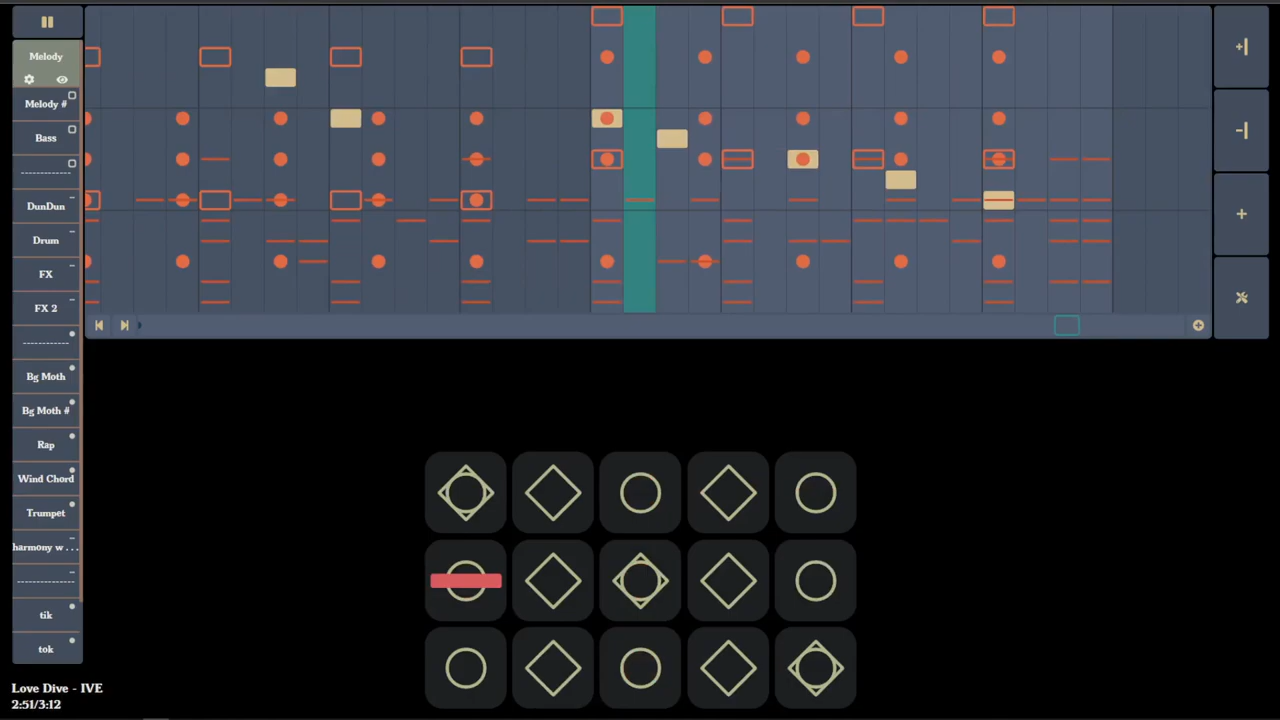 Melody
Melody #
Bass
------------
DunDun
Drum
FX
FX 2
------------
Bg Moth
Bg Moth #
Rap
Wind Chord
Trumpet
harmony w . . .
---------------
tik
tok
Love Dive - IVE
2:51/3:12